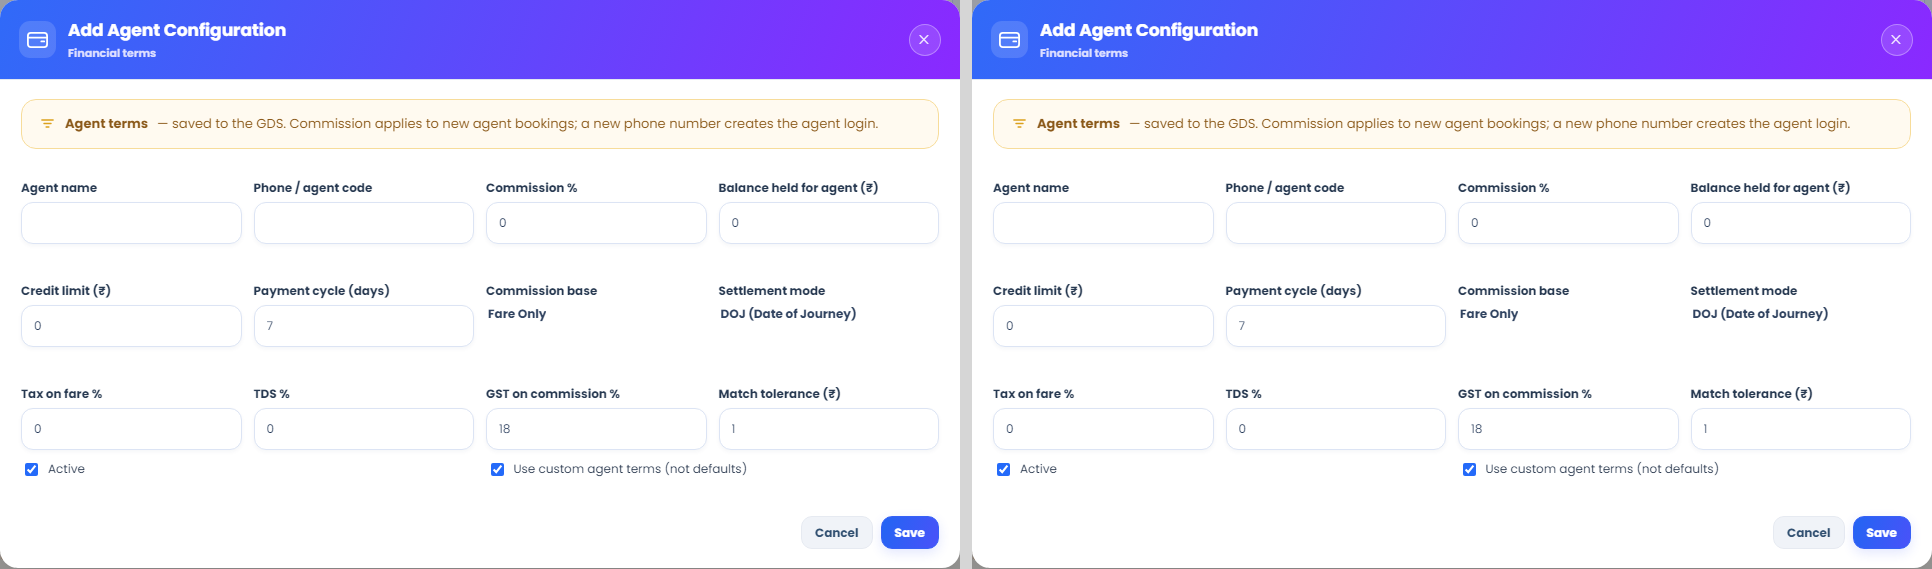 Add Agent Configuration
Financial terms
Agent terms — saved to the GDS. Commission applies to new agent bookings; a new phone number creates the agent login.
Agent name Phone / agent code Commission % Balance held for agent (₹)
0 0
Credit limit (₹) Payment cycle (days) Commission base Settlement mode
0 7 Fare Only DOJ (Date of Journey)
Tax on fare % TDS % GST on commission % Match tolerance (₹)
0 0 18 1
Active Use custom agent terms (not defaults)
Cancel Save
Add Agent Configuration
Financial terms
Agent terms — saved to the GDS. Commission applies to new agent bookings; a new phone number creates the agent login.
Agent name Phone / agent code Commission % Balance held for agent (₹)
0 0
Credit limit (₹) Payment cycle (days) Commission base Settlement mode
0 7 Fare Only DOJ (Date of Journey)
Tax on fare % TDS % GST on commission % Match tolerance (₹)
0 0 18 1
Active Use custom agent terms (not defaults)
Cancel Save